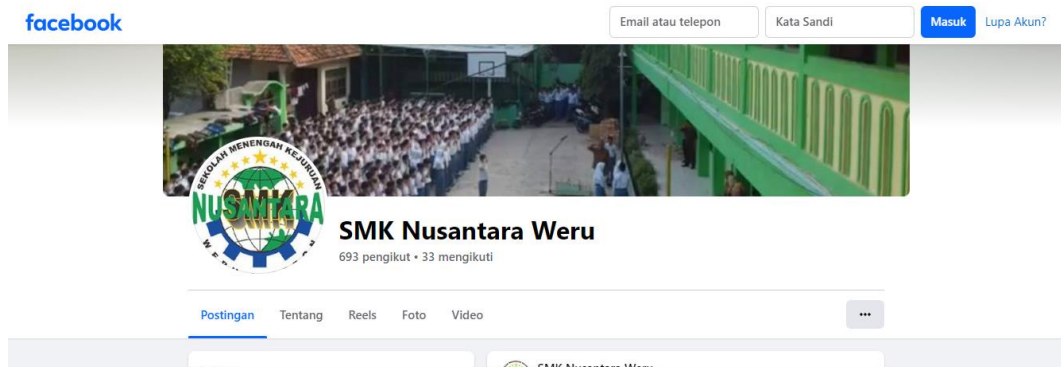 facebook
Email atau telepon
Kata Sandi
Masuk
Lupa Akun?
SEKOLAH MENENGAH KEJURUAN
SMK
NUSANTARA
SMK Nusantara Weru
693 pengikut • 33 mengikuti
Postingan
Tentang
Reels
Foto
Video
SMK Nusantara Weru